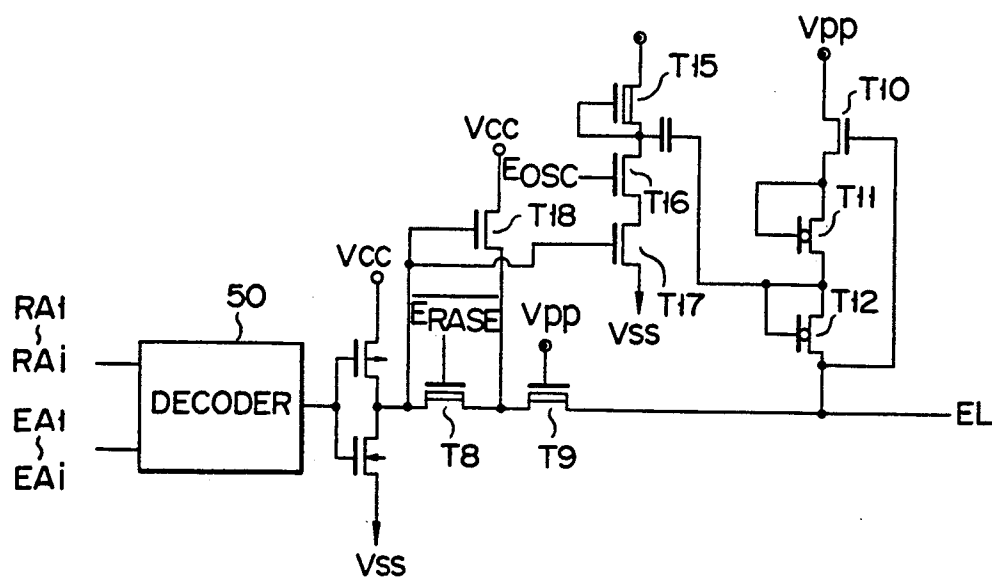 Vpp
T15
T10
Vcc
EOSC
T16
T11
T18
Vcc
T17
T12
RA1
50
ERASE
Vpp
Vss
RAi
DECODER
EA1
EL
EAi
T8
T9
Vss